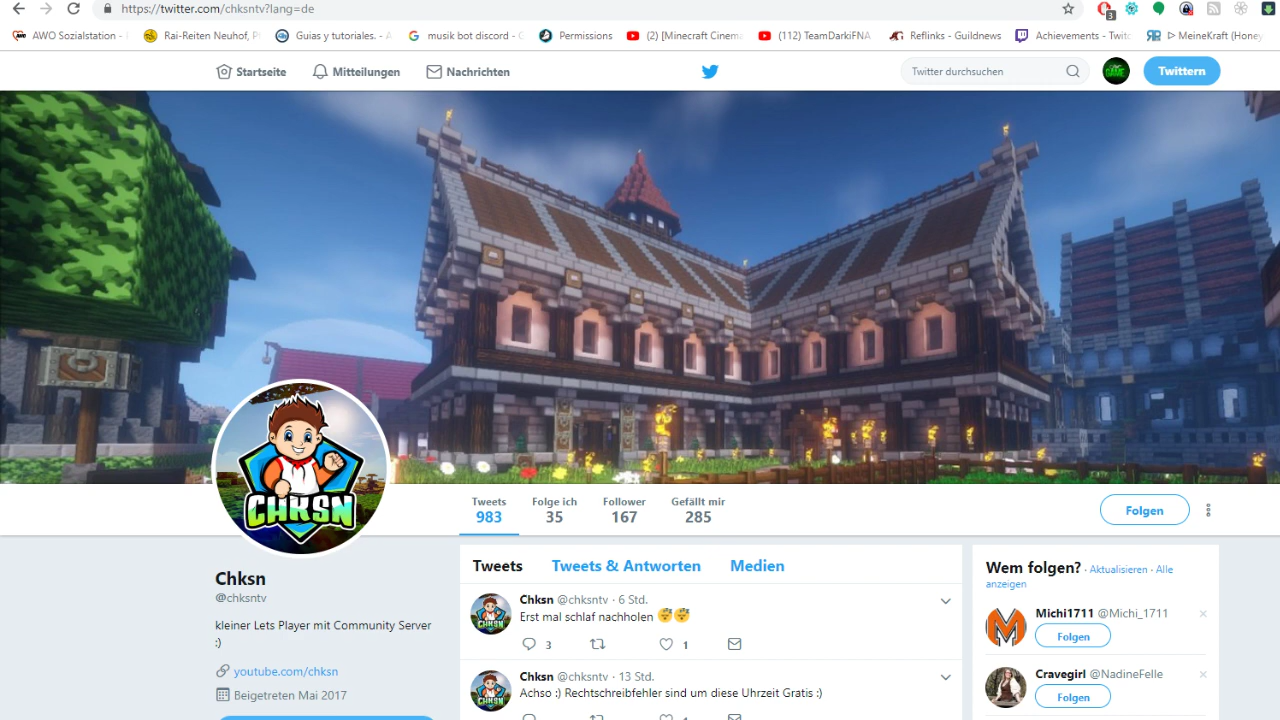 https://twitter.com/chksntv?lang=de
3
AWO Sozialstation -
Rai-Reiten Neuhof, P
Guias y tutoriales. - A
musik bot discord - G
Permissions
(2) [Minecraft Cinema
(112) TeamDarkiFNA
Reflinks - Guildnews
Achievements - Twitc
ᐅ MeineKraft (Honey
Startseite
Mitteilungen
Nachrichten
Twitter durchsuchen
GAME
Twittern
CHKSN
Tweets
983
Folge ich
35
Follower
167
Gefällt mir
285
Folgen
Chksn
@chksntv
kleiner Lets Player mit Community Server
:)
youtube.com/chksn
Beigetreten Mai 2017
Tweets
Tweets & Antworten
Medien
CHKSN
Chksn @chksntv · 6 Std.
Erst mal schlaf nachholen 😴😴
3
1
CHKSN
Chksn @chksntv · 13 Std.
Achso :) Rechtschreibfehler sind um diese Uhrzeit Gratis :)
Wem folgen? · Aktualisieren · Alle
anzeigen
Michi1711 @Michi_1711
Folgen
Cravegirl @NadineFelle
Folgen